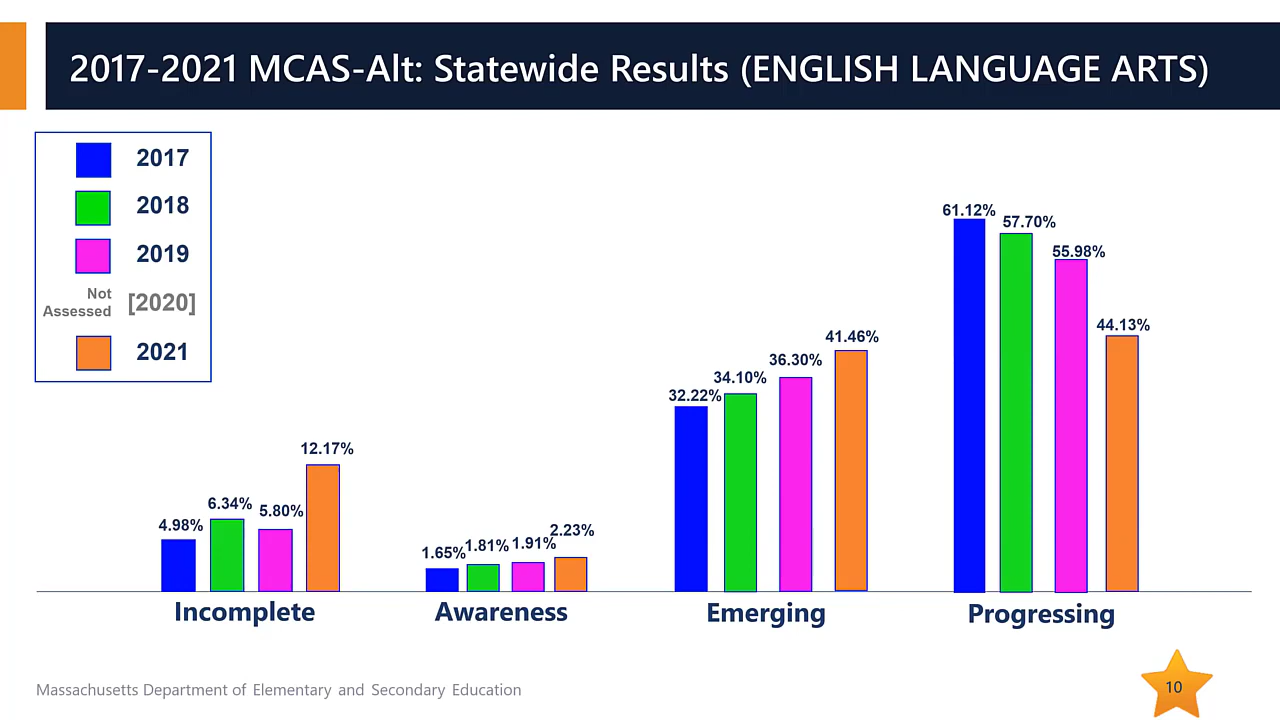 2017-2021 MCAS-Alt: Statewide Results (ENGLISH LANGUAGE ARTS)
2017
2018
2019
Not
Assessed
[2020]
2021
4.98%
6.34%
5.80%
12.17%
1.65%
1.81%
1.91%
2.23%
32.22%
34.10%
36.30%
41.46%
61.12%
57.70%
55.98%
44.13%
Incomplete
Awareness
Emerging
Progressing
Massachusetts Department of Elementary and Secondary Education
10